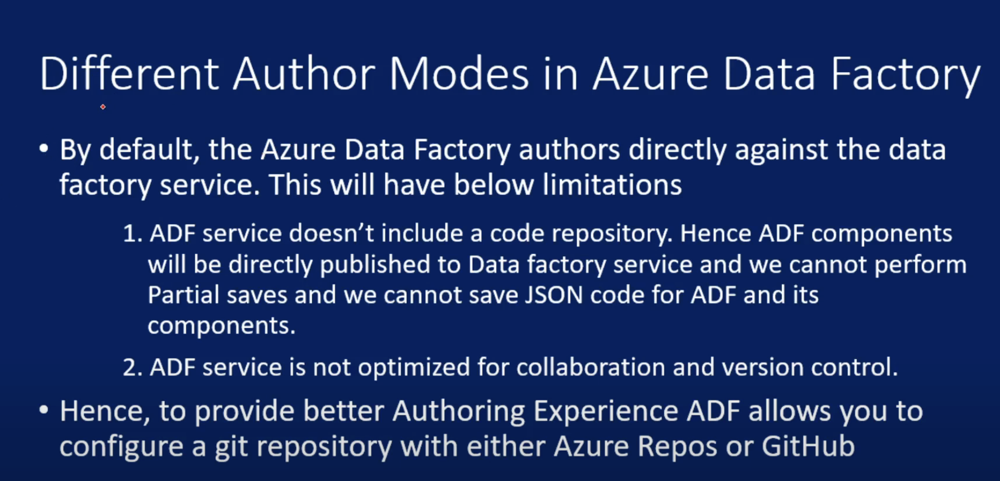 Different Author Modes in Azure Data Factory
• By default, the Azure Data Factory authors directly against the data
factory service. This will have below limitations
1. ADF service doesn’t include a code repository. Hence ADF components
will be directly published to Data factory service and we cannot perform
Partial saves and we cannot save JSON code for ADF and its
components.
2. ADF service is not optimized for collaboration and version control.
• Hence, to provide better Authoring Experience ADF allows you to
configure a git repository with either Azure Repos or GitHub